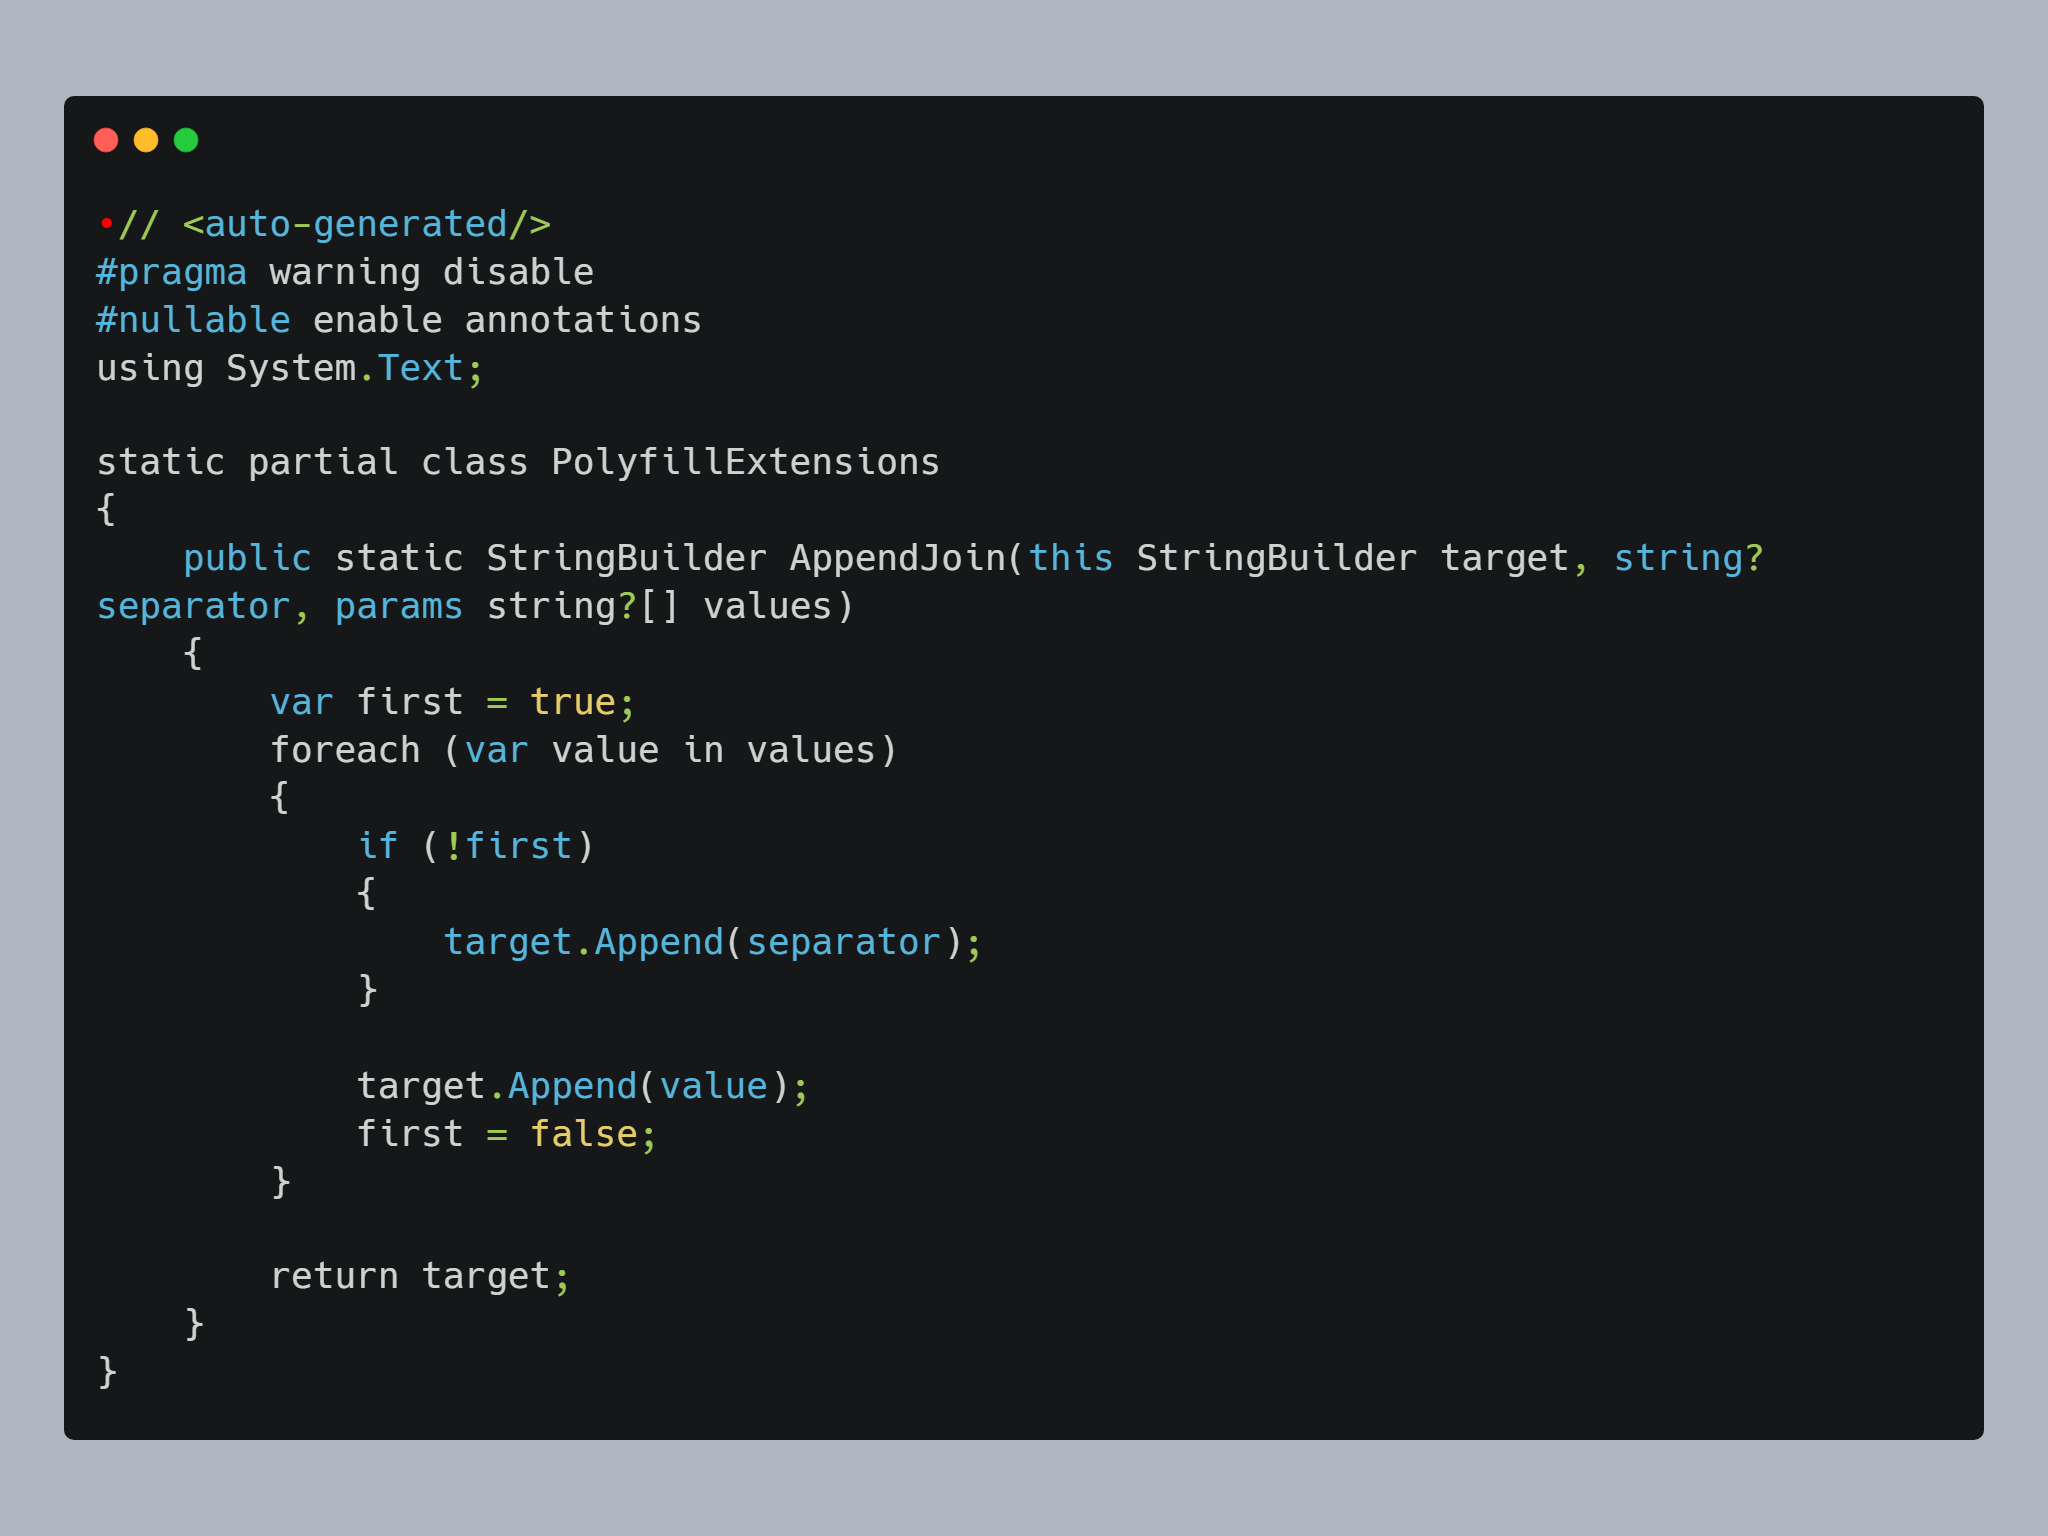 •// <auto-generated/>
#pragma warning disable
#nullable enable annotations
using System.Text;

static partial class PolyfillExtensions
{
    public static StringBuilder AppendJoin(this StringBuilder target, string?
separator, params string?[] values)
    {
        var first = true;
        foreach (var value in values)
        {
            if (!first)
            {
                target.Append(separator);
            }

            target.Append(value);
            first = false;
        }

        return target;
    }
}